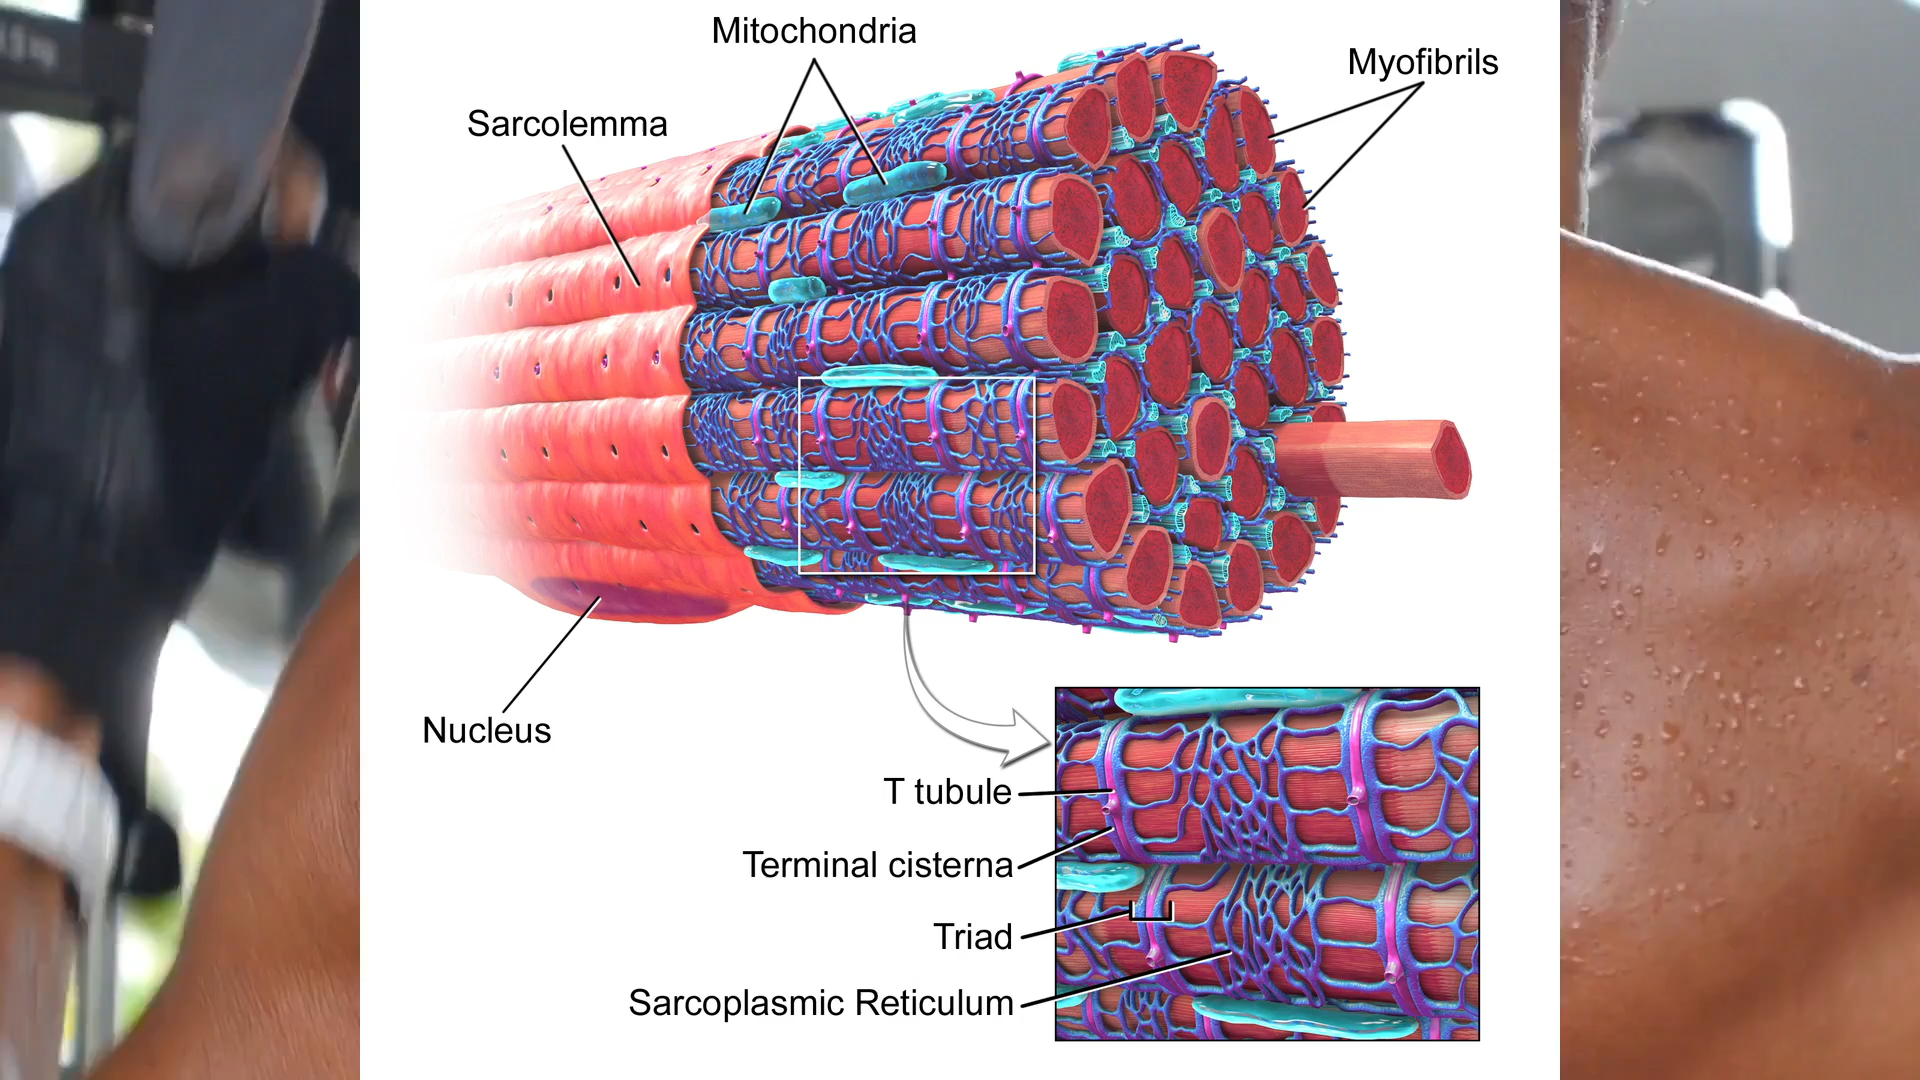 Mitochondria
Myofibrils
Sarcolemma
Nucleus
T tubule
Terminal cisterna
Triad
Sarcoplasmic Reticulum